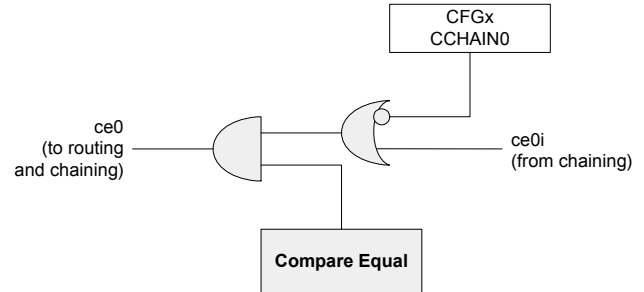 CFGx
CCHAIN0
ce0
(to routing
and chaining)
ce0i
(from chaining)
Compare Equal